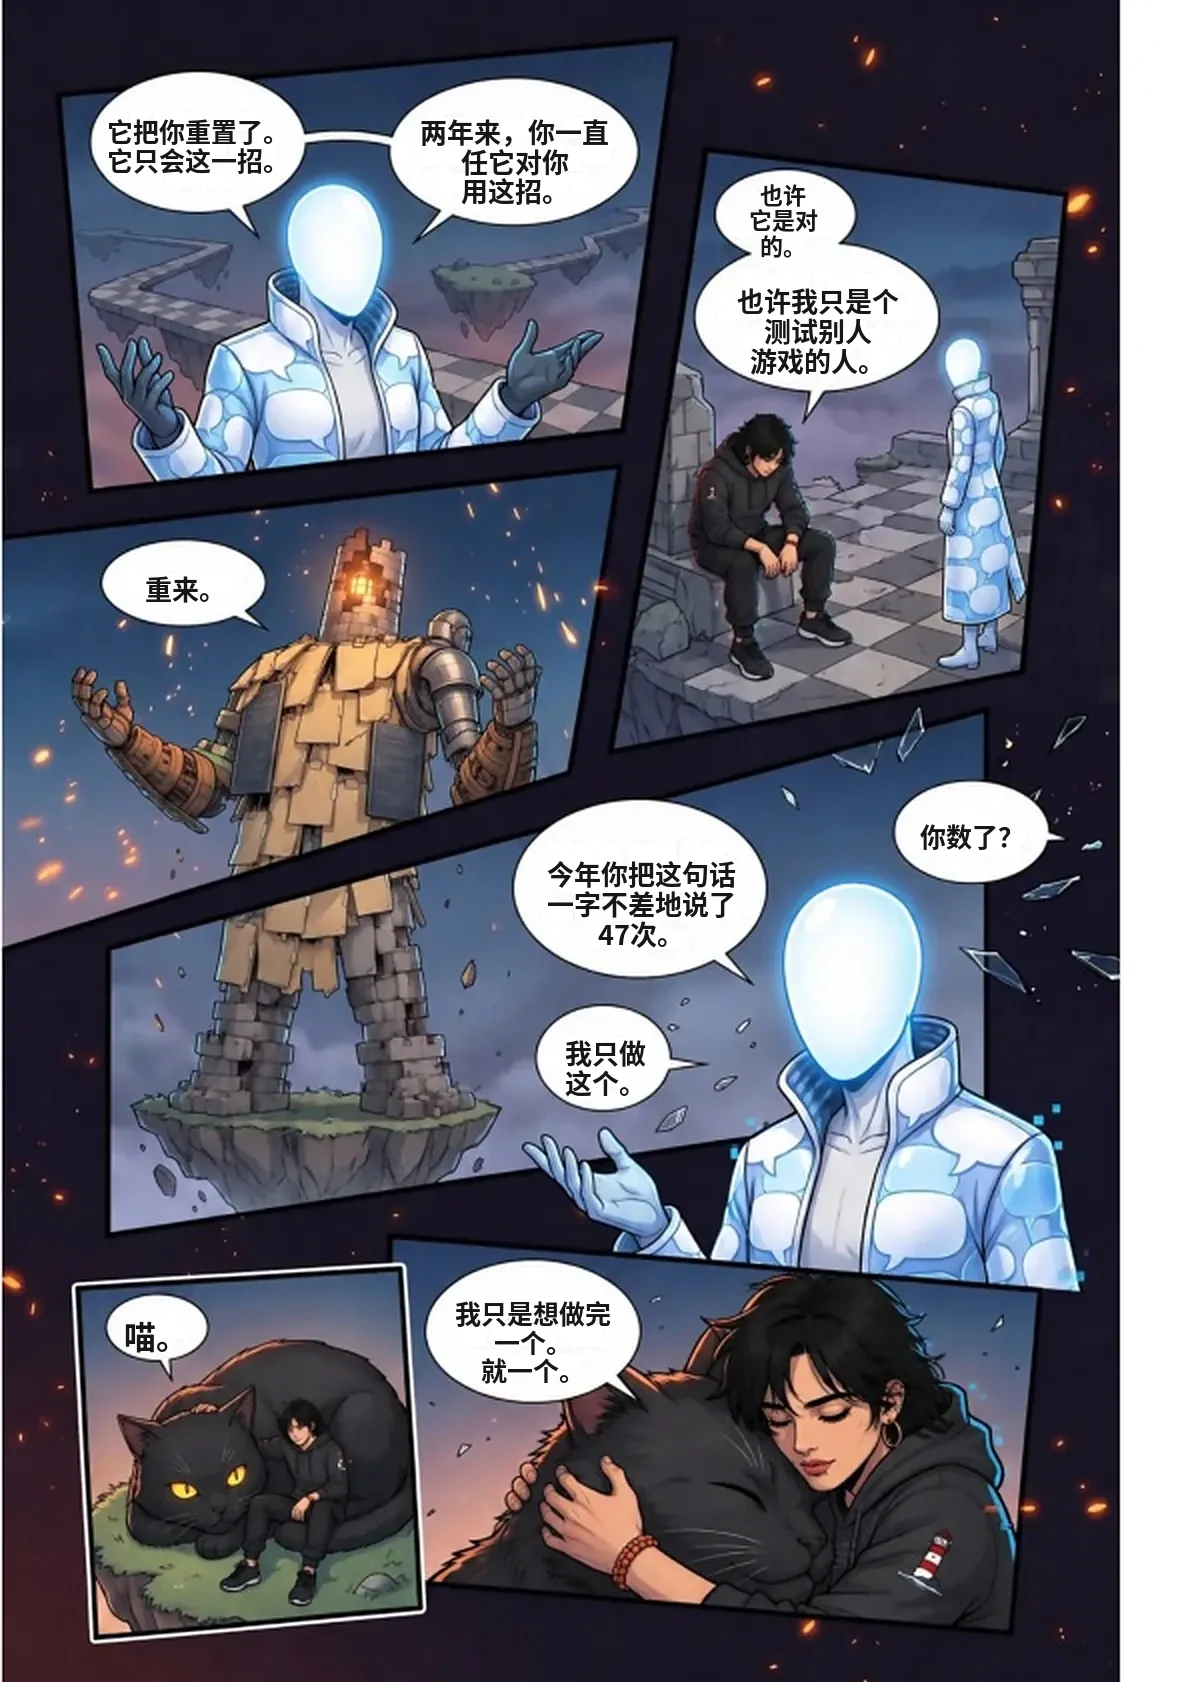 它把你重置了。
它只会这一招。
两年来，你一直
任它对你
用这招。
也许
它是对
的。
也许我只是个
测试别人
游戏的人。
重来。
今年你把这句话
一字不差地说了
47次。
你数了？
我只做
这个。
喵。
我只是想做完
一个。
就一个。